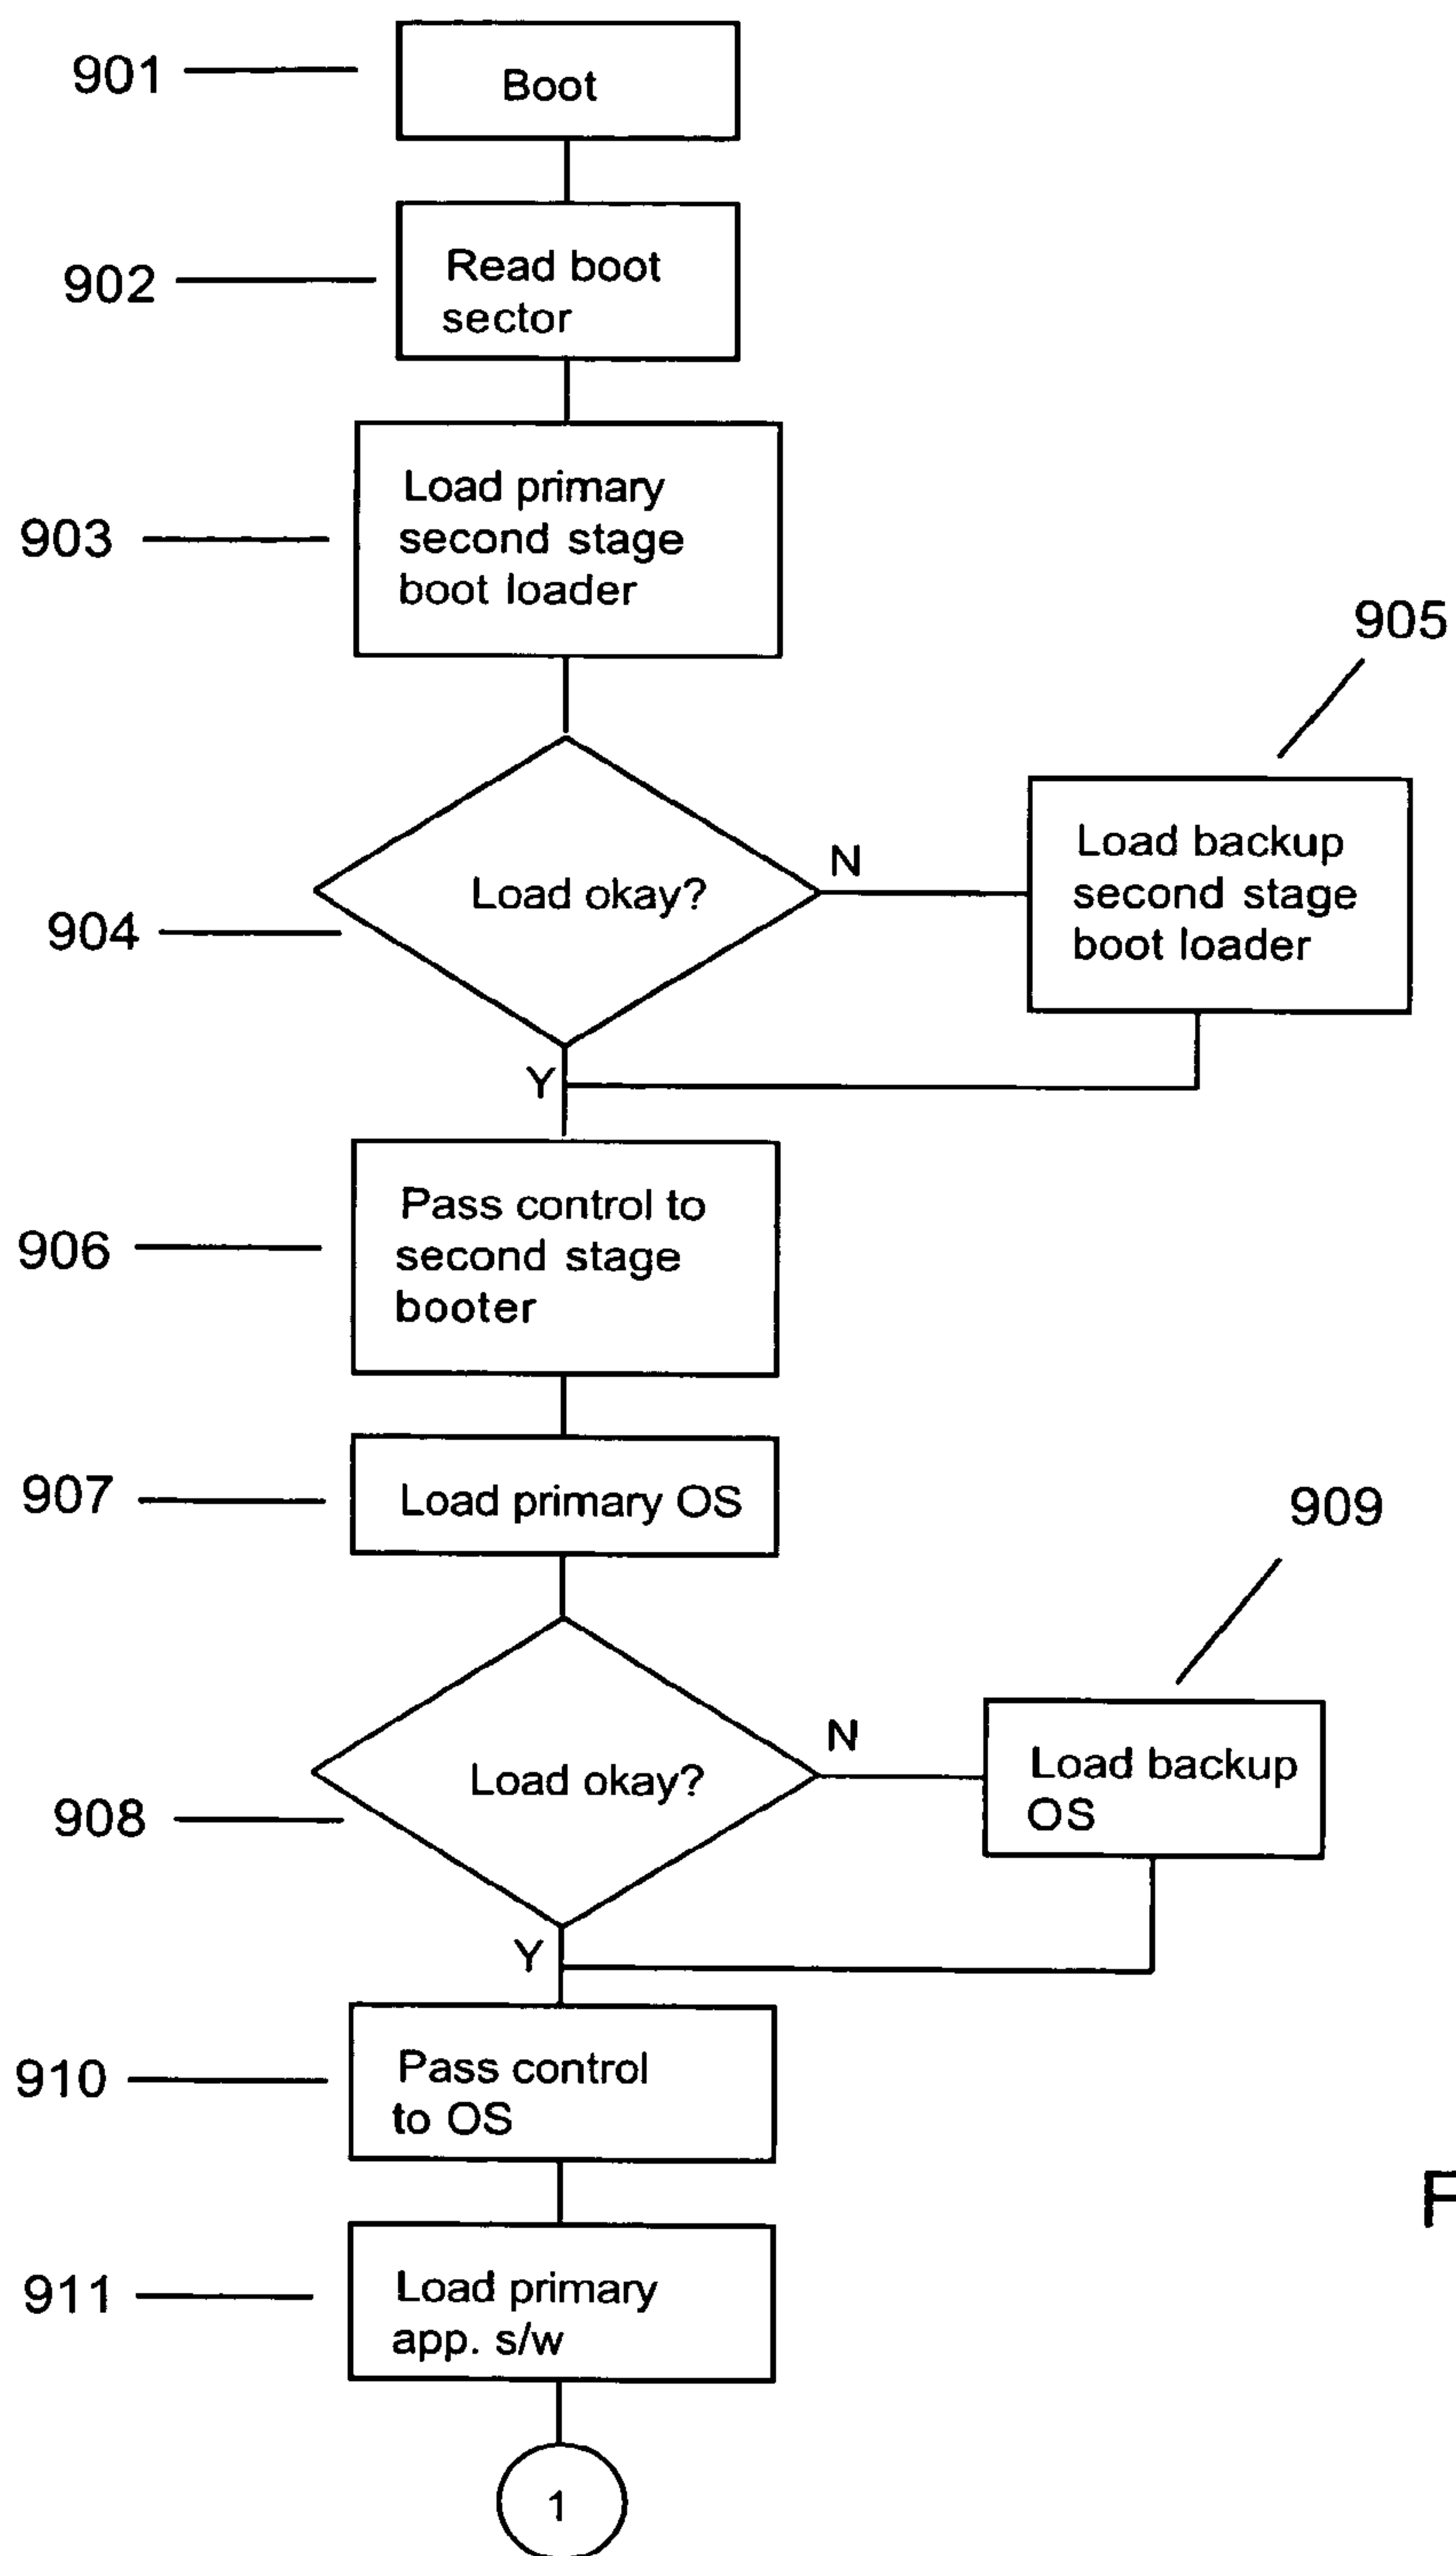 901
Boot
902
Read boot
sector
903
Load primary
second stage
boot loader
904
Load okay?
N
905
Load backup
second stage
boot loader
Y
906
Pass control to
second stage
booter
907
Load primary OS
908
Load okay?
N
909
Load backup
OS
Y
910
Pass control
to OS
911
Load primary
app. s/w
1
F